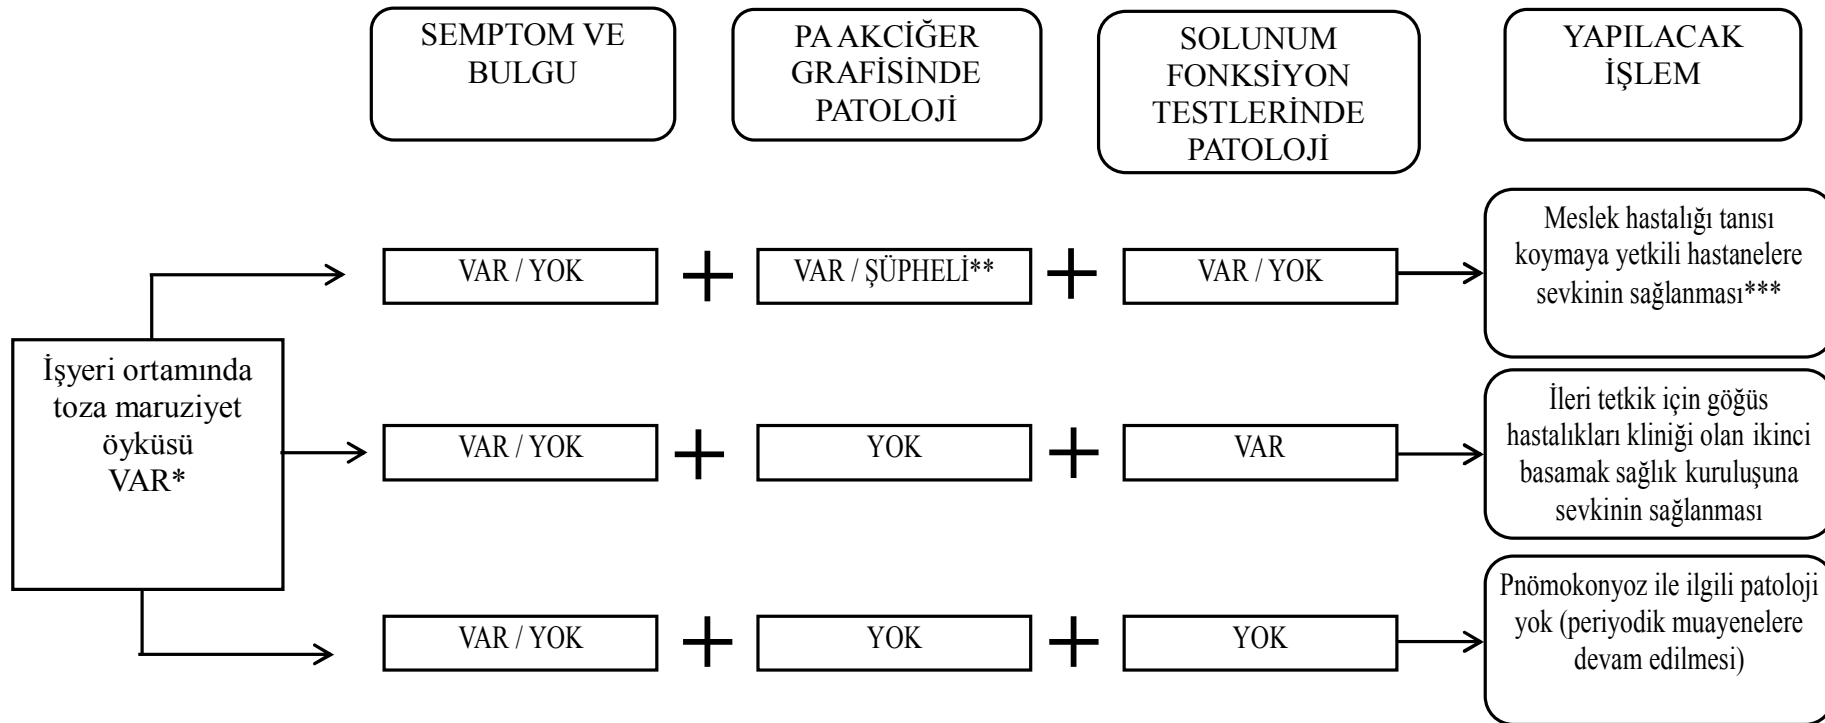 SEMPTOM VE
BULGU
PA AKCİĞER
GRAFİSİNDE
PATOLOJİ
SOLUNUM
FONKSİYON
TESTLERİNDE
PATOLOJİ
YAPILACAK
İŞLEM
İşyeri ortamında
toza maruziyet
öyküsü
VAR*
VAR / YOK
+
VAR / ŞÜPHELİ**
+
VAR / YOK
Meslek hastalığı tanısı
koymaya yetkili hastanelere
sevkinin sağlanması***
VAR / YOK
+
YOK
+
VAR
İleri tetkik için göğüs
hastalıkları kliniği olan ikinci
basamak sağlık kuruluşuna
sevkinin sağlanması
VAR / YOK
+
YOK
+
YOK
Pnömokonyoz ile ilgili patoloji
yok (periyodik muayenelere
devam edilmesi)